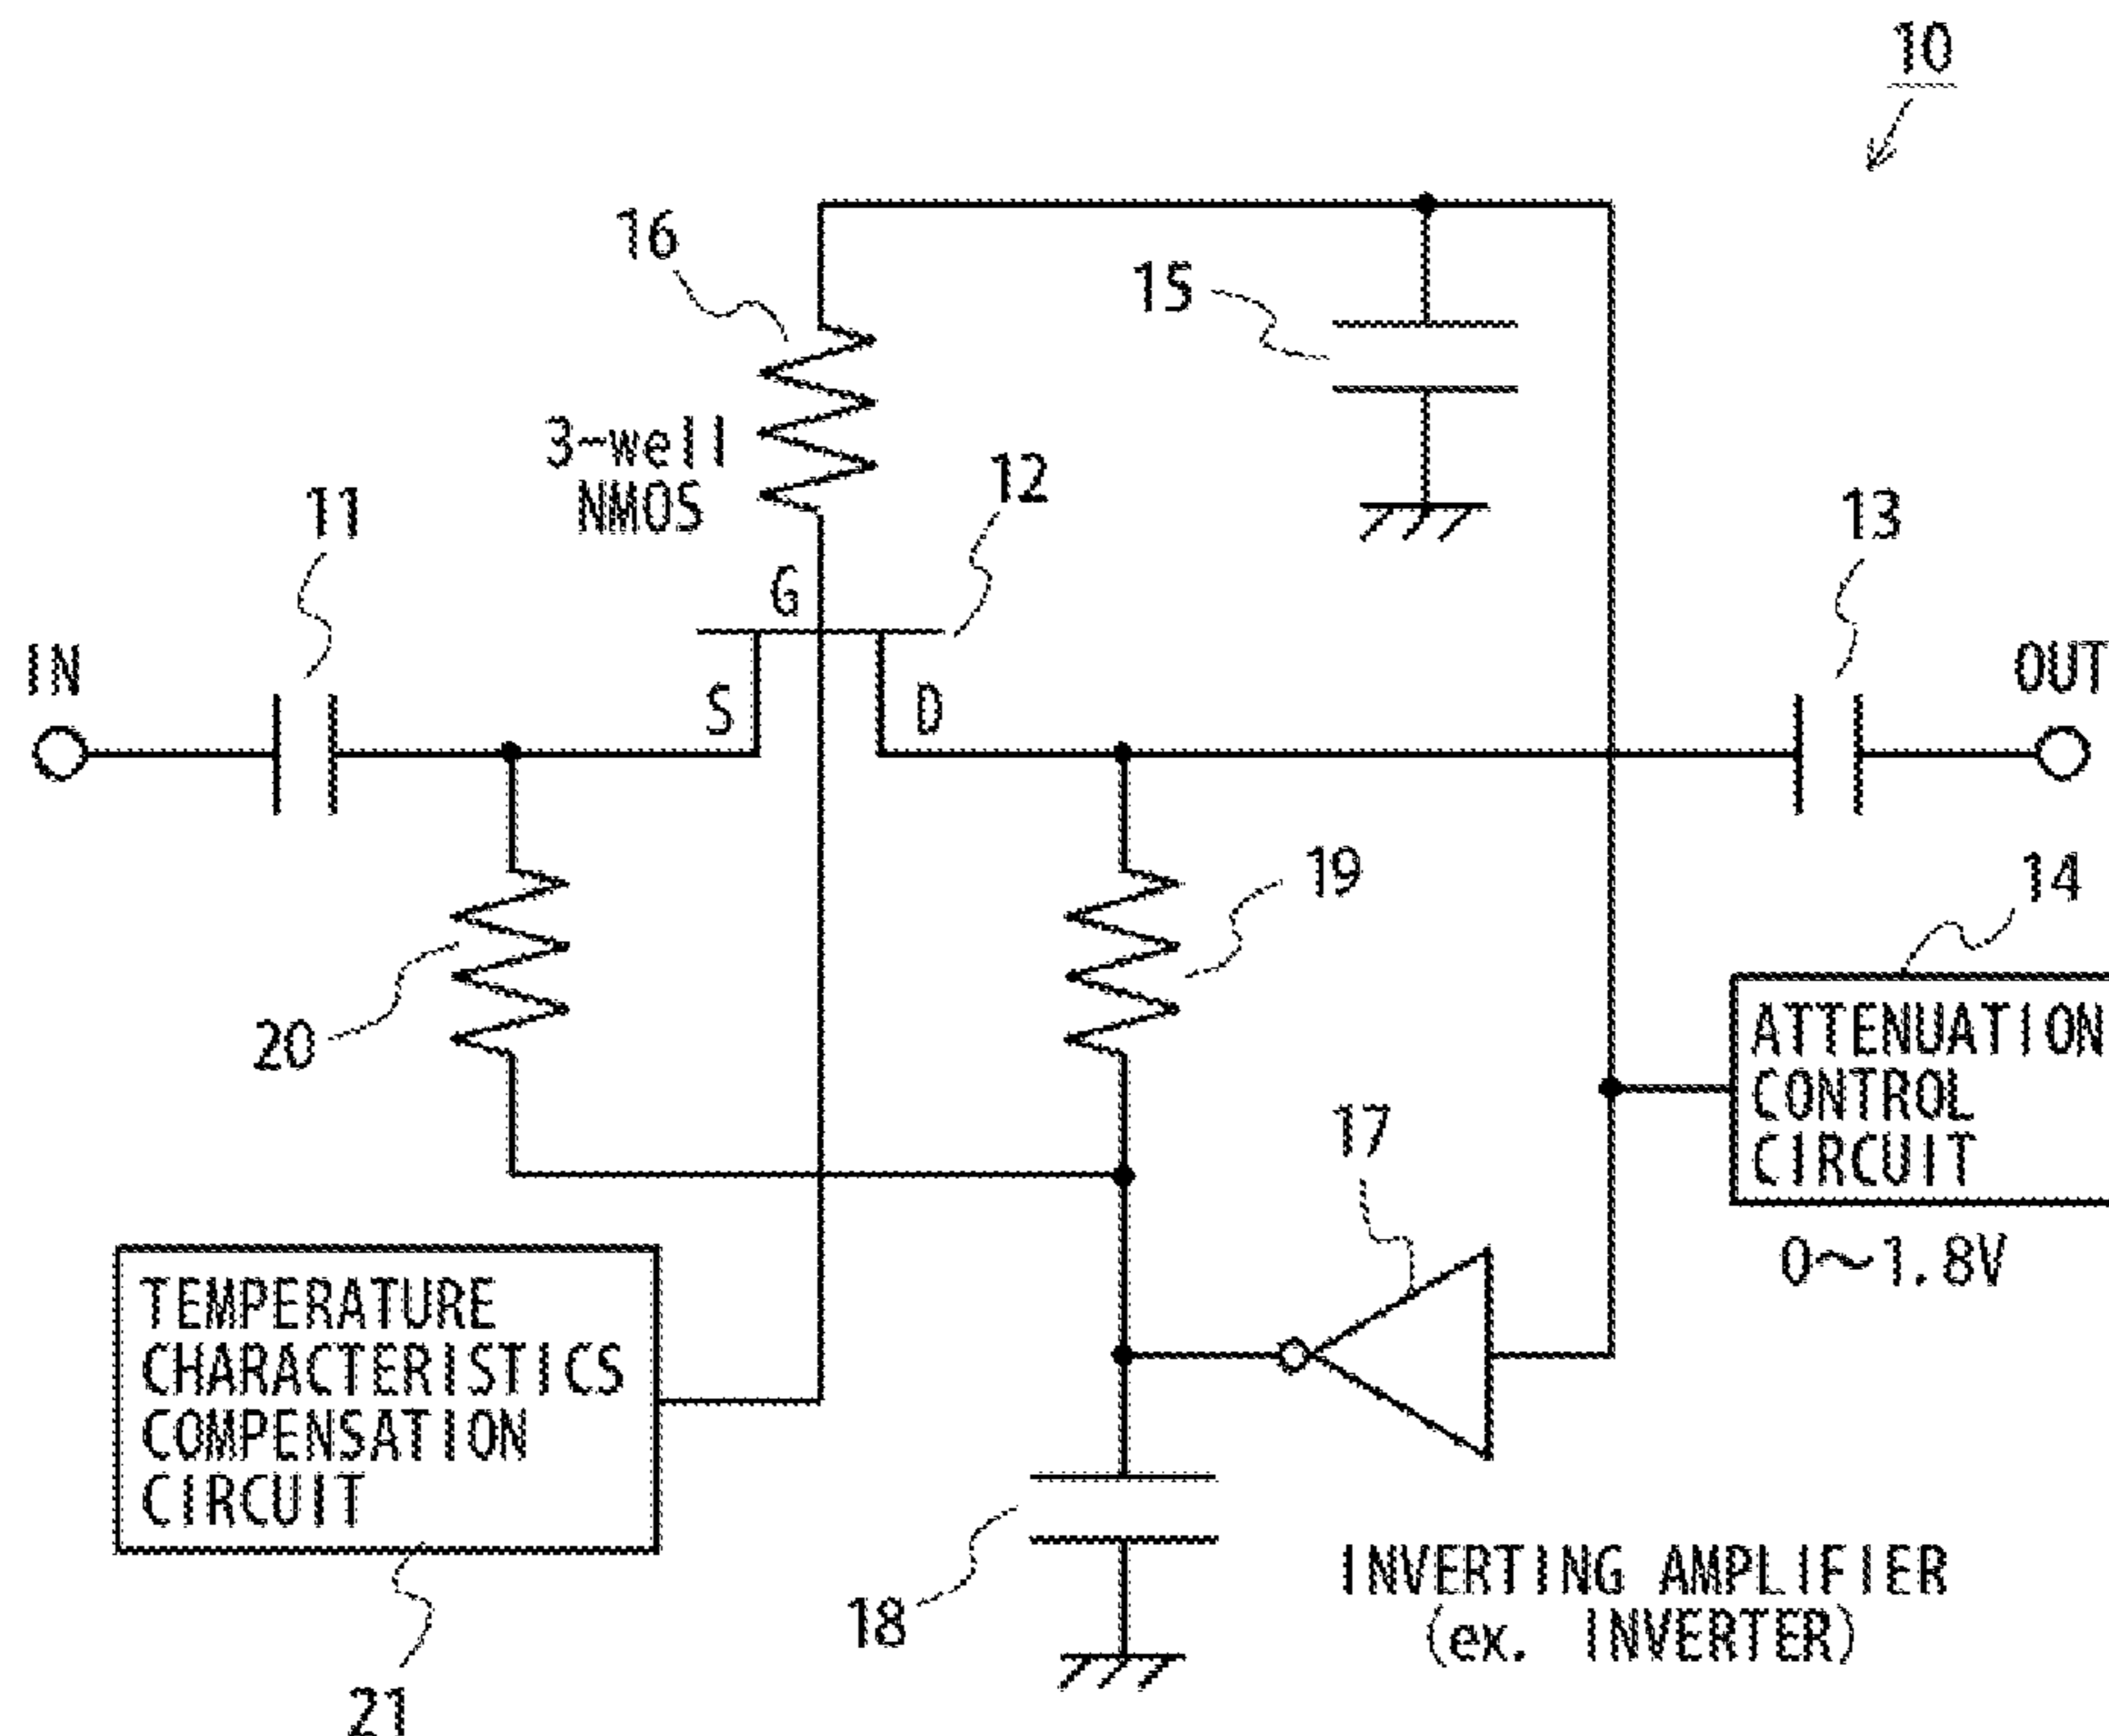 10
16
15
3-well
NMOS
12
11
13
G
IN
OUT
S
D
19
14
20
ATTENUATION
CONTROL
CIRCUIT
17
0～1.8V
TEMPERATURE
CHARACTERISTICS
COMPENSATION
CIRCUIT
18
INVERTING AMPLIFIER
(ex. INVERTER)
21